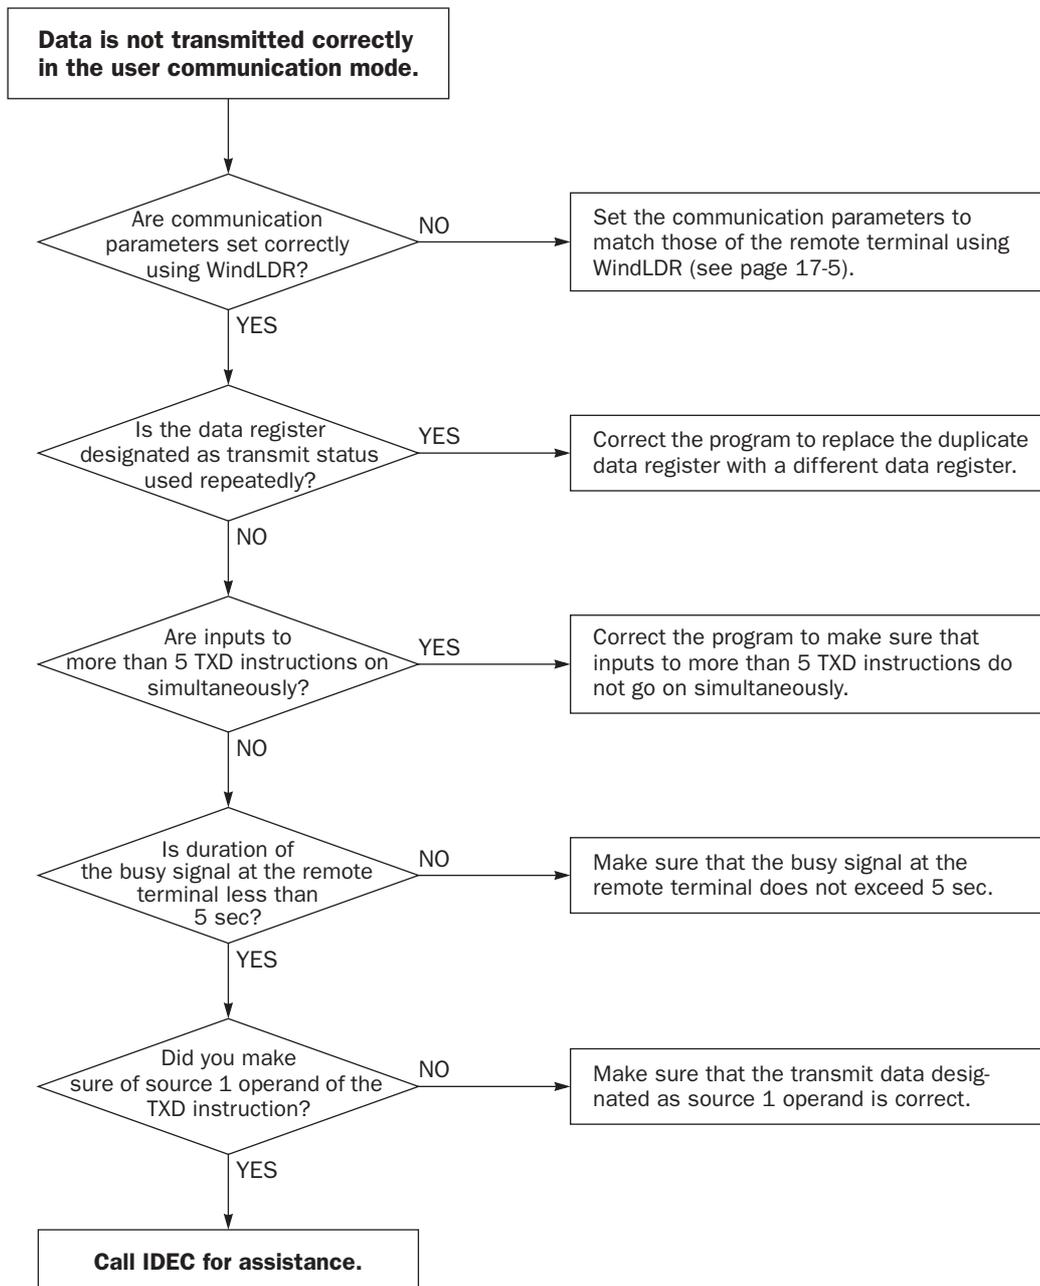 Data is not transmitted correctly
in the user communication mode.
Are communication
parameters set correctly
using WindLDR?
NO
Set the communication parameters to
match those of the remote terminal using
WindLDR (see page 17-5).
YES
Is the data register
designated as transmit status
used repeatedly?
YES
Correct the program to replace the duplicate
data register with a different data register.
NO
Are inputs to
more than 5 TXD instructions on
simultaneously?
YES
Correct the program to make sure that
inputs to more than 5 TXD instructions do
not go on simultaneously.
NO
Is duration of
the busy signal at the remote
terminal less than
5 sec?
NO
Make sure that the busy signal at the
remote terminal does not exceed 5 sec.
YES
Did you make
sure of source 1 operand of the
TXD instruction?
NO
Make sure that the transmit data desig-
nated as source 1 operand is correct.
YES
Call IDEC for assistance.